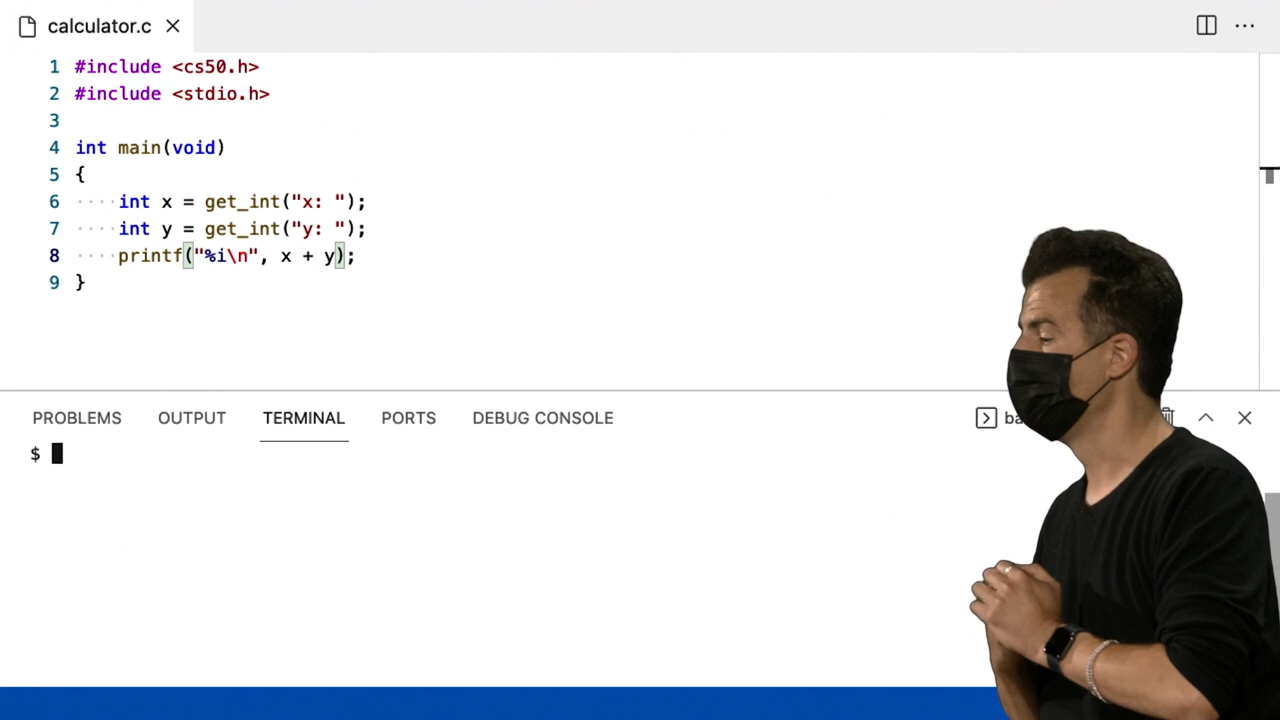 calculator.c
1 #include <cs50.h>
2 #include <stdio.h>
3
4 int main(void)
5 {
6 ····int x = get_int("x: ");
7 ····int y = get_int("y: ");
8 ····printf("%i\n", x + y);
9 }
PROBLEMS OUTPUT TERMINAL PORTS DEBUG CONSOLE
$